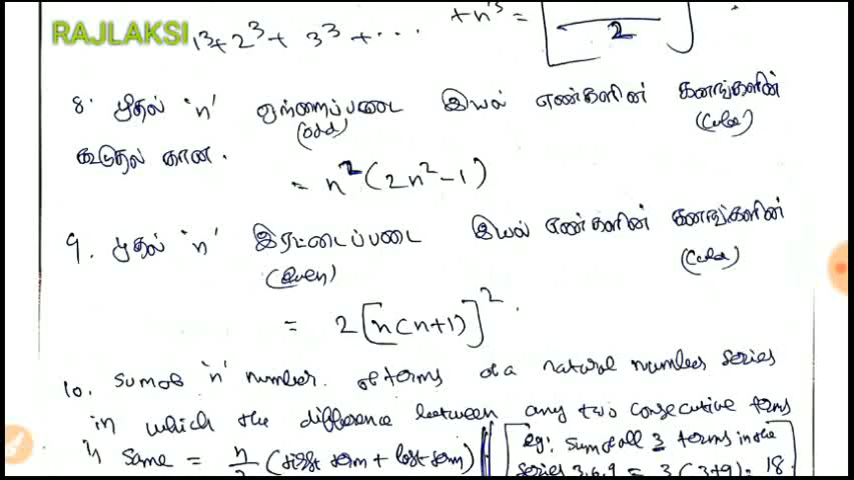 RAJLAKSI
1³+ 2³ + 3³ + ... + n³ = [ / 2 ]
8. முதல் 'n' ஒற்றைப்படை இயல் எண்களின் கனங்களின்
(odd) (Cube)
கூடுதல் காண.
= n² (2n² - 1)
9. முதல் 'n' இரட்டைப்படை இயல் எண்களின் கனங்களின்
(Even) (Cube)
= 2[n(n+1)]².
10. Sum of 'n' number. of terms of a natural number series
in which the difference between any two consecutive terms
is same = n/2 (first term + last term) [eg: Sum of all 3 terms in the
series 3,6,9 = 3 (3+9) = 18